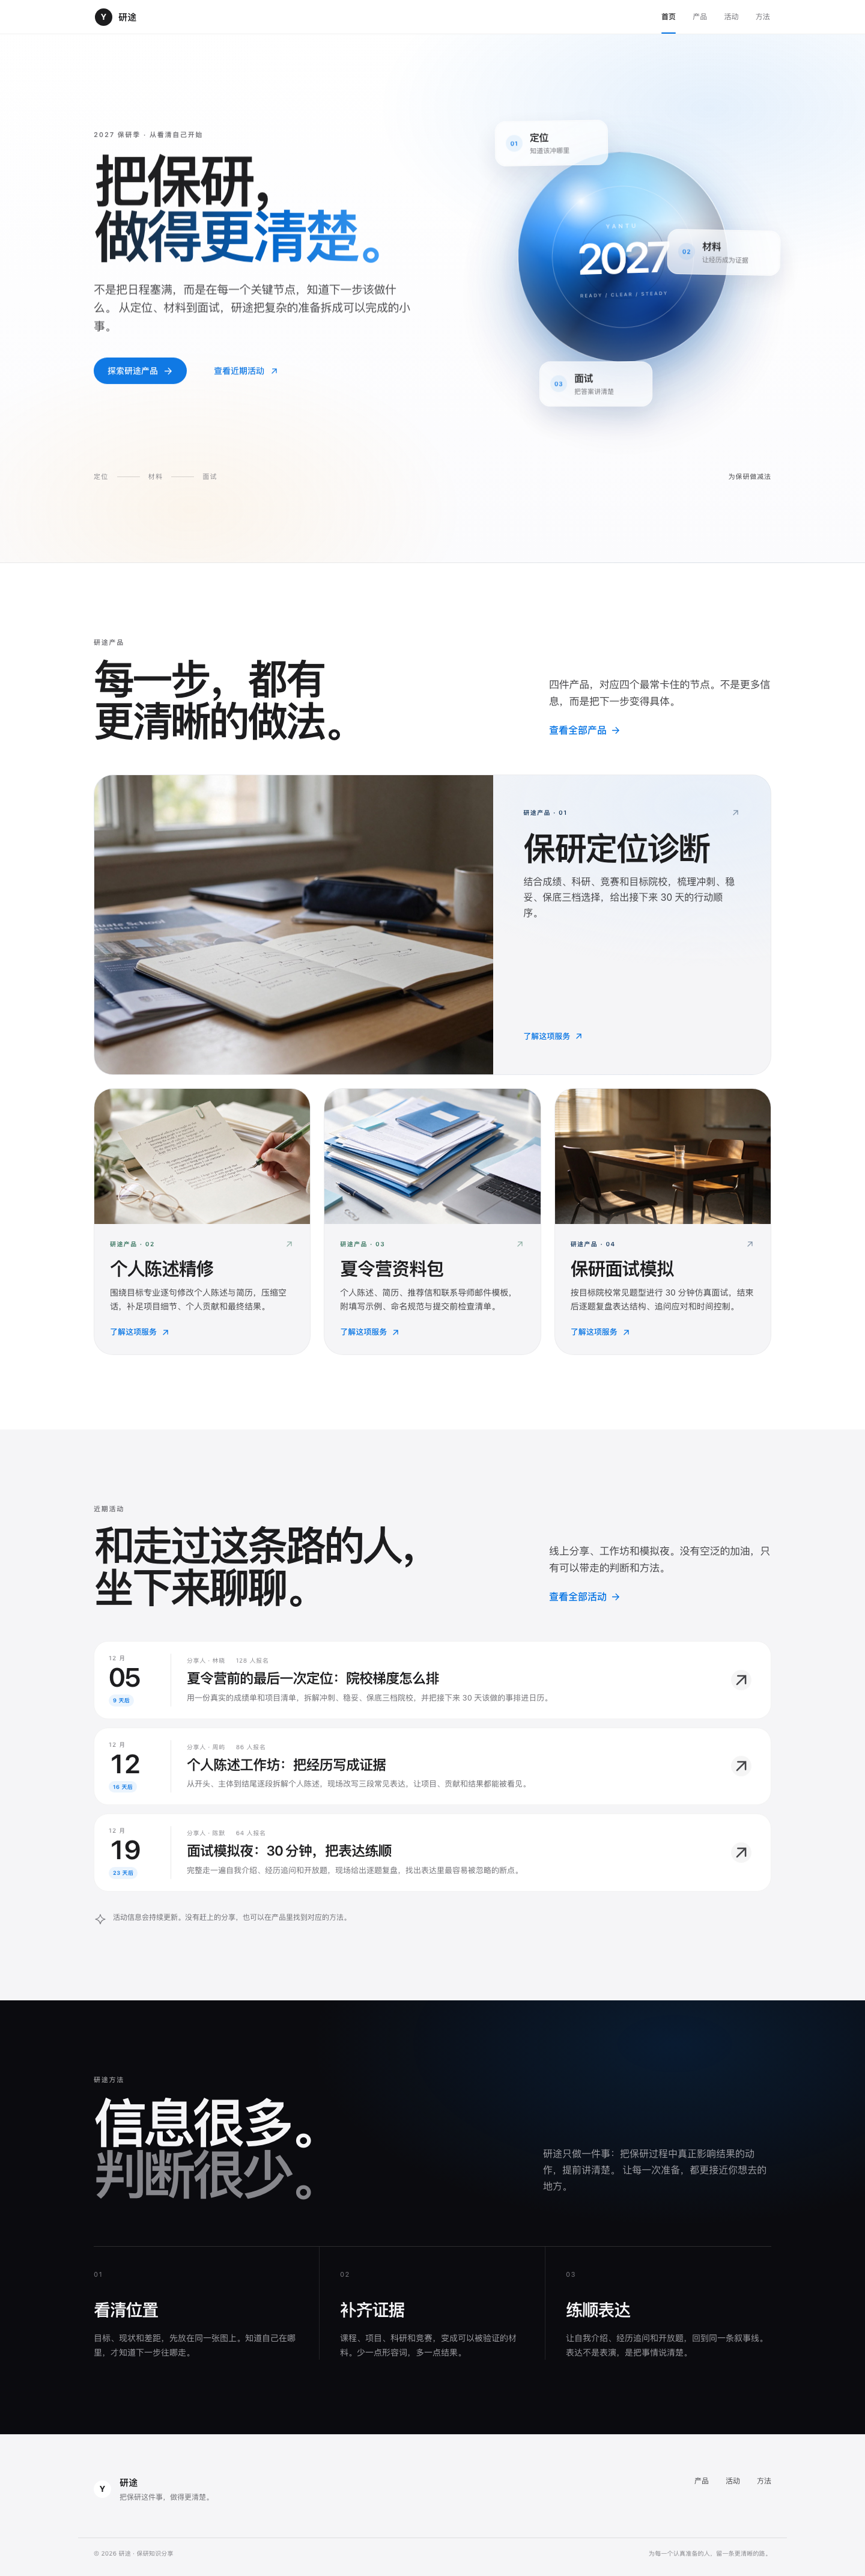 Y 研途
首页 产品 活动 方法
2027 保研季 · 从看清自己开始
把保研，
做得更清楚。
不是把日程塞满，而是在每一个关键节点，知道下一步该做什
么。 从定位、材料到面试，研途把复杂的准备拆成可以完成的小
事。
探索研途产品
查看近期活动
01 定位
知道该冲哪里
YANTU
2027
READY / CLEAR / STEADY
02 材料
让经历成为证据
03 面试
把答案讲清楚
定位 材料 面试
为保研做减法
研途产品
每一步，都有
更清晰的做法。
四件产品，对应四个最常卡住的节点。不是更多信
息，而是把下一步变得具体。
查看全部产品
研途产品 · 01
保研定位诊断
结合成绩、科研、竞赛和目标院校，梳理冲刺、稳
妥、保底三档选择，给出接下来 30 天的行动顺
序。
了解这项服务
研途产品 · 02
个人陈述精修
围绕目标专业逐句修改个人陈述与简历，压缩空
话，补足项目细节、个人贡献和最终结果。
了解这项服务
研途产品 · 03
夏令营资料包
个人陈述、简历、推荐信和联系导师邮件模板，
附填写示例、命名规范与提交前检查清单。
了解这项服务
研途产品 · 04
保研面试模拟
按目标院校常见题型进行 30 分钟仿真面试，结束
后逐题复盘表达结构、追问应对和时间控制。
了解这项服务
近期活动
和走过这条路的人，
坐下来聊聊。
线上分享、工作坊和模拟夜。没有空泛的加油，只
有可以带走的判断和方法。
查看全部活动
12 月
05
9 天后
分享人 · 林晓 128 人报名
夏令营前的最后一次定位：院校梯度怎么排
用一份真实的成绩单和项目清单，拆解冲刺、稳妥、保底三档院校，并把接下来 30 天该做的事排进日历。
12 月
12
16 天后
分享人 · 周屿 86 人报名
个人陈述工作坊：把经历写成证据
从开头、主体到结尾逐段拆解个人陈述，现场改写三段常见表达，让项目、贡献和结果都能被看见。
12 月
19
23 天后
分享人 · 陈默 64 人报名
面试模拟夜：30 分钟，把表达练顺
完整走一遍自我介绍、经历追问和开放题，现场给出逐题复盘，找出表达里最容易被忽略的断点。
活动信息会持续更新。没有赶上的分享，也可以在产品里找到对应的方法。
研途方法
信息很多。
判断很少。
研途只做一件事：把保研过程中真正影响结果的动
作，提前讲清楚。 让每一次准备，都更接近你想去的
地方。
01
看清位置
目标、现状和差距，先放在同一张图上。知道自己在哪
里，才知道下一步往哪走。
02
补齐证据
课程、项目、科研和竞赛，变成可以被验证的材
料。少一点形容词，多一点结果。
03
练顺表达
让自我介绍、经历追问和开放题，回到同一条叙事线。
表达不是表演，是把事情说清楚。
Y 研途
把保研这件事，做得更清楚。
产品 活动 方法
© 2026 研途 · 保研知识分享
为每一个认真准备的人，留一条更清晰的路。